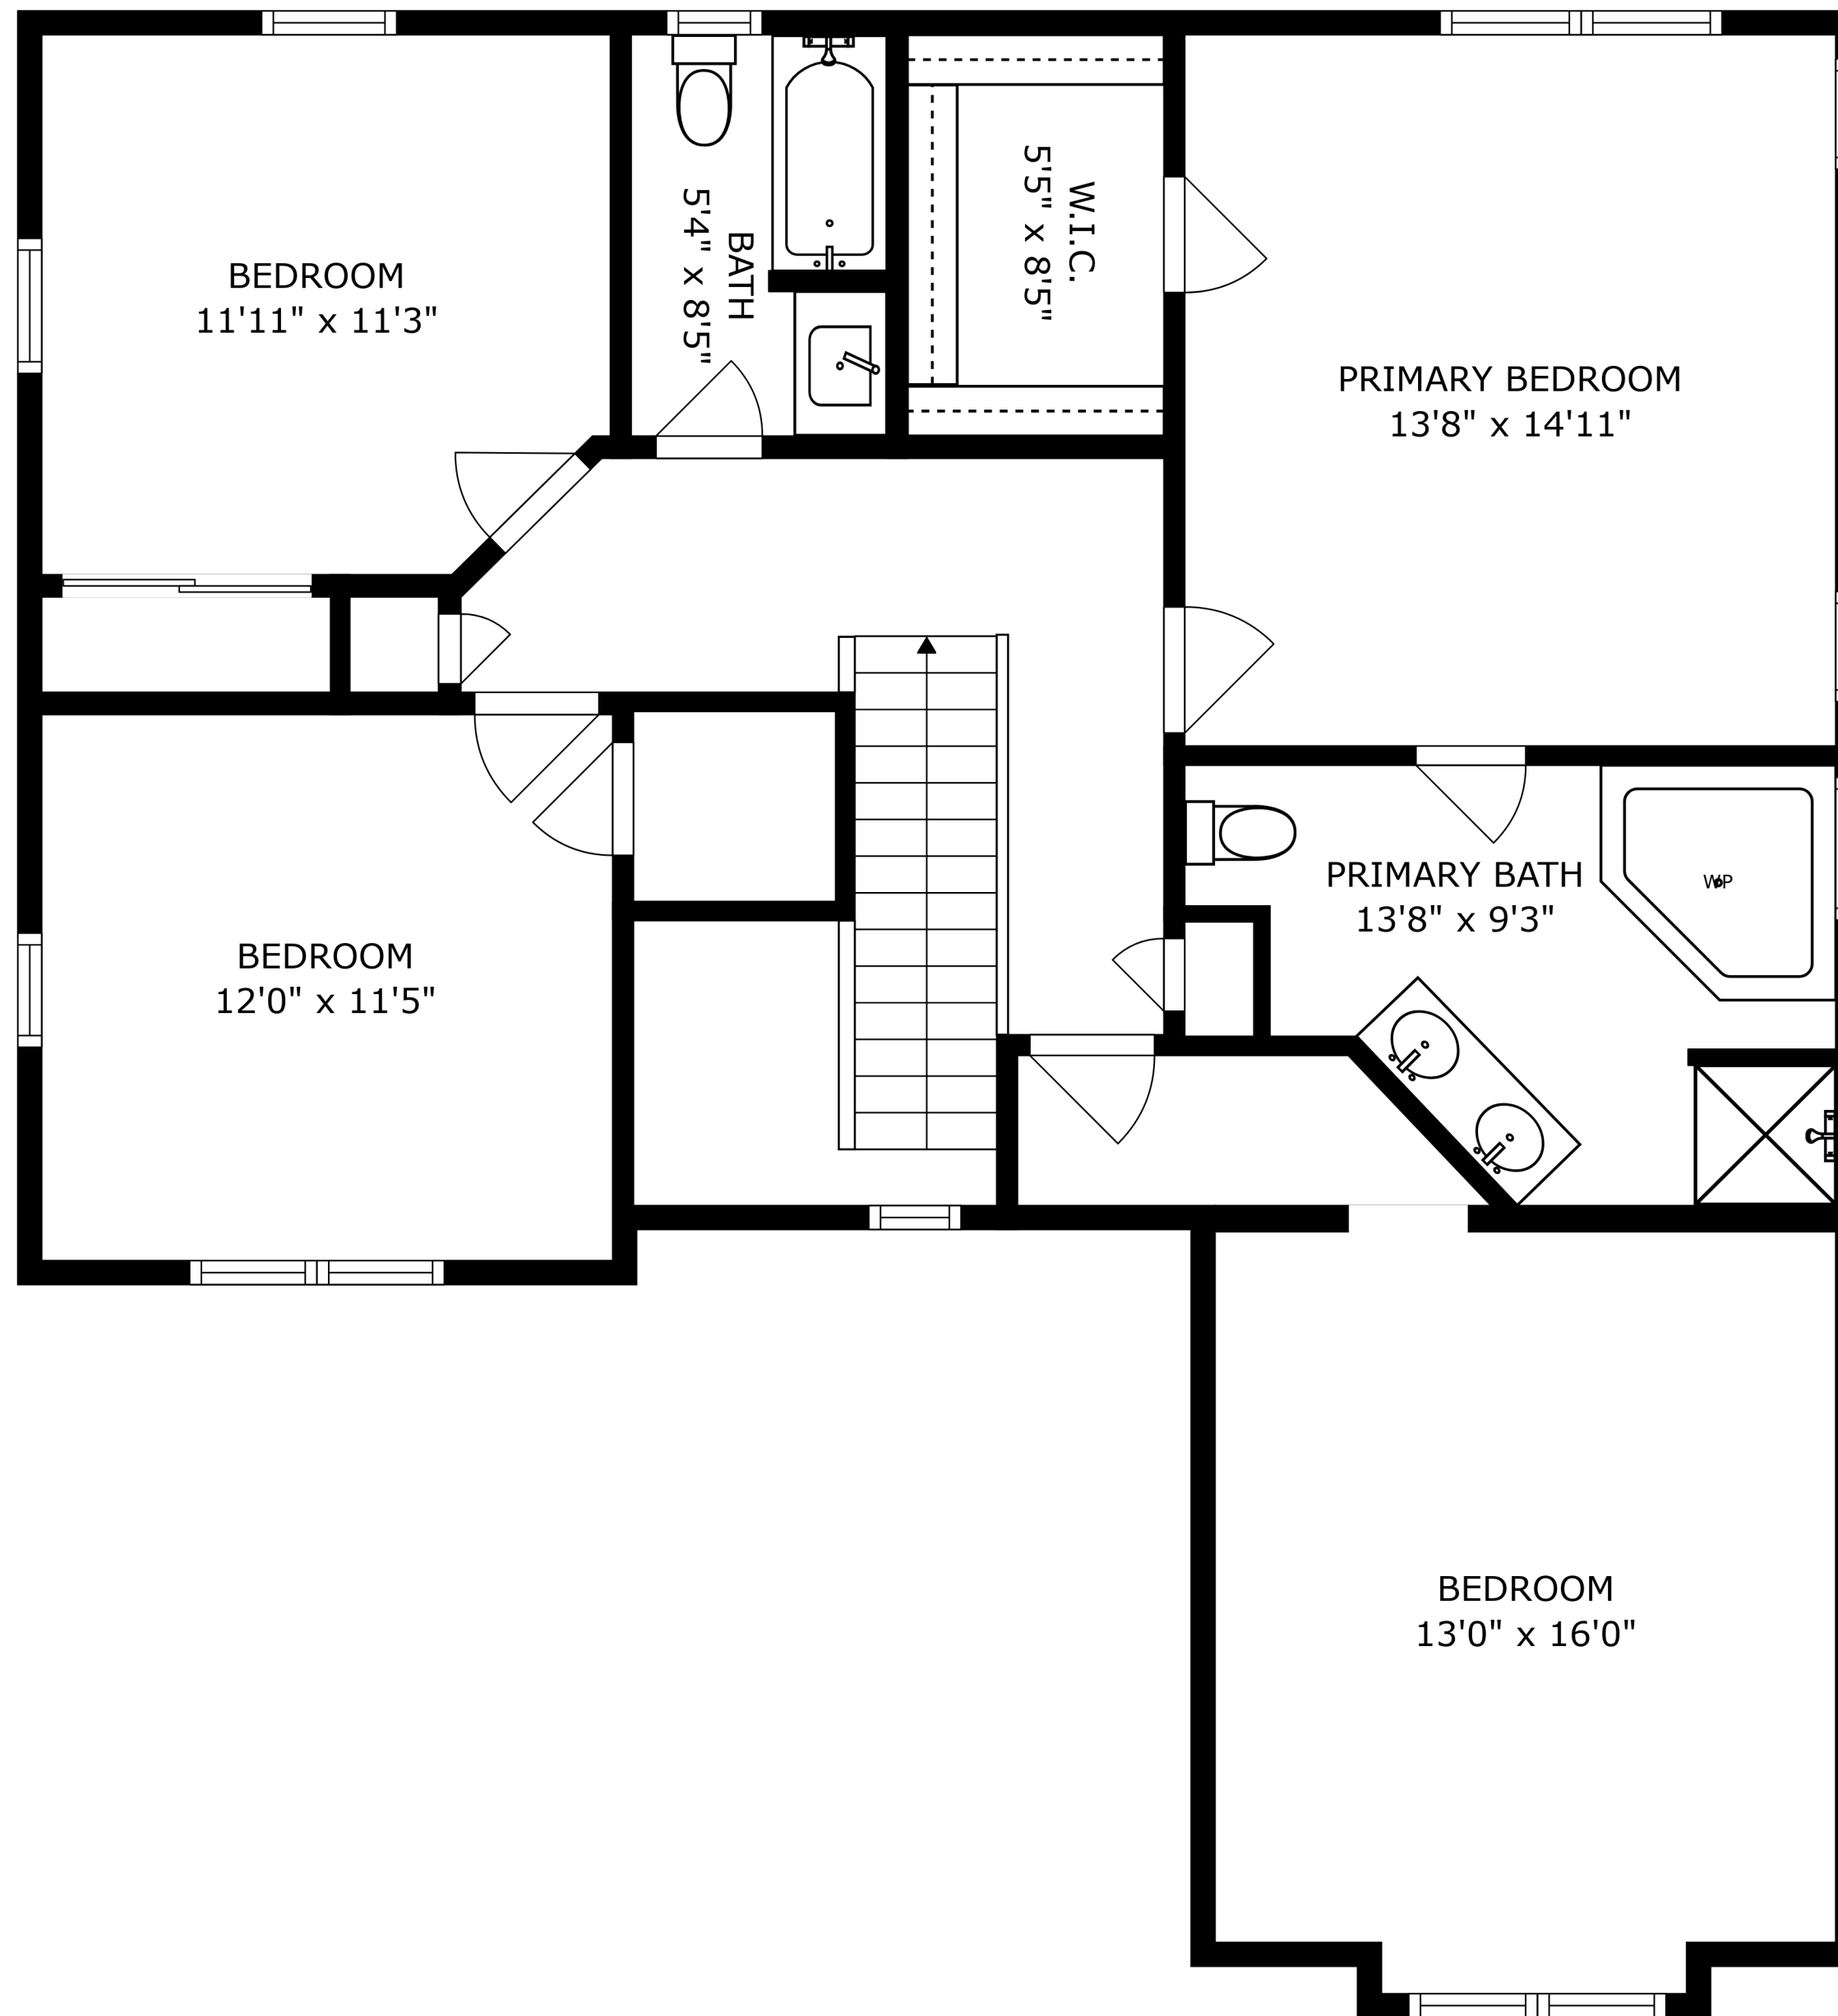 BEDROOM
11'11" x 11'3"
BATH
5'4" x 8'5"
W.I.C.
5'5" x 8'5"
PRIMARY BEDROOM
13'8" x 14'11"
PRIMARY BATH
13'8" x 9'3"
WP
BEDROOM
12'0" x 11'5"
BEDROOM
13'0" x 16'0"